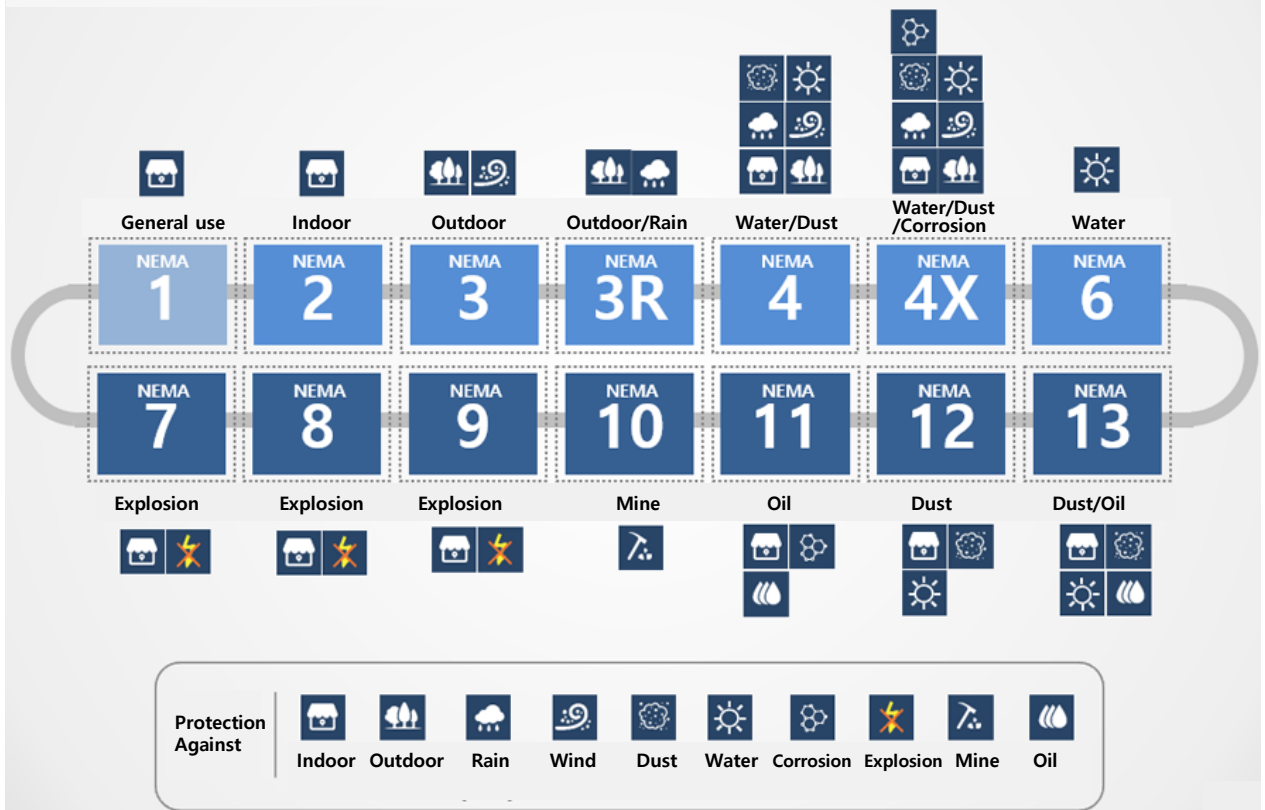 General use
Indoor
Outdoor
Outdoor/Rain
Water/Dust
Water/Dust
/Corrosion
Water
NEMA
1
NEMA
2
NEMA
3
NEMA
3R
NEMA
4
NEMA
4X
NEMA
6
NEMA
7
NEMA
8
NEMA
9
NEMA
10
NEMA
11
NEMA
12
NEMA
13
Explosion
Explosion
Explosion
Mine
Oil
Dust
Dust/Oil
Protection
Against
Indoor
Outdoor
Rain
Wind
Dust
Water
Corrosion
Explosion
Mine
Oil